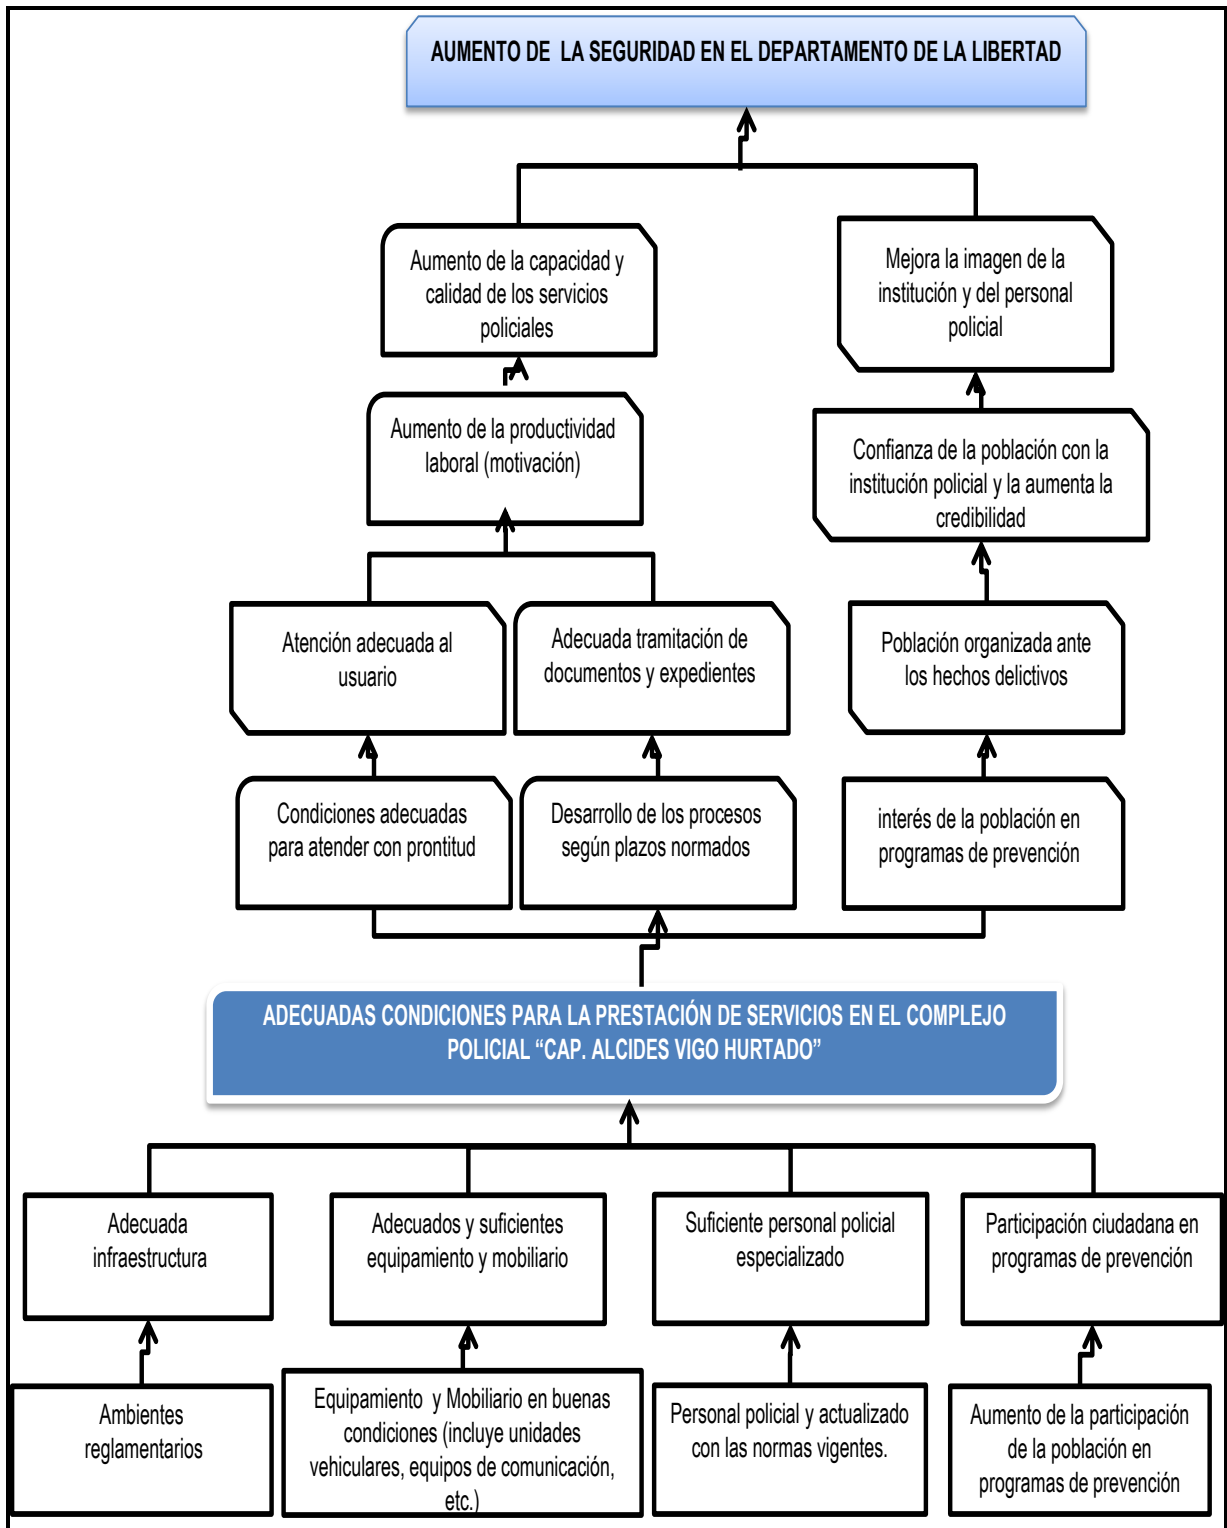 AUMENTO DE LA SEGURIDAD EN EL DEPARTAMENTO DE LA LIBERTAD
Aumento de la capacidad y
calidad de los servicios
policiales
Mejora la imagen de la
institución y del personal
policial
Aumento de la productividad
laboral (motivación)
Confianza de la población con la
institución policial y la aumenta la
credibilidad
Atención adecuada al
usuario
Adecuada tramitación de
documentos y expedientes
Población organizada ante
los hechos delictivos
Condiciones adecuadas
para atender con prontitud
Desarrollo de los procesos
según plazos normados
interés de la población en
programas de prevención
ADECUADAS CONDICIONES PARA LA PRESTACIÓN DE SERVICIOS EN EL COMPLEJO
POLICIAL “CAP. ALCIDES VIGO HURTADO”
Adecuada
infraestructura
Adecuados y suficientes
equipamiento y mobiliario
Suficiente personal policial
especializado
Participación ciudadana en
programas de prevención
Ambientes
reglamentarios
Equipamiento y Mobiliario en buenas
condiciones (incluye unidades
vehiculares, equipos de comunicación,
etc.)
Personal policial y actualizado
con las normas vigentes.
Aumento de la participación
de la población en
programas de prevención